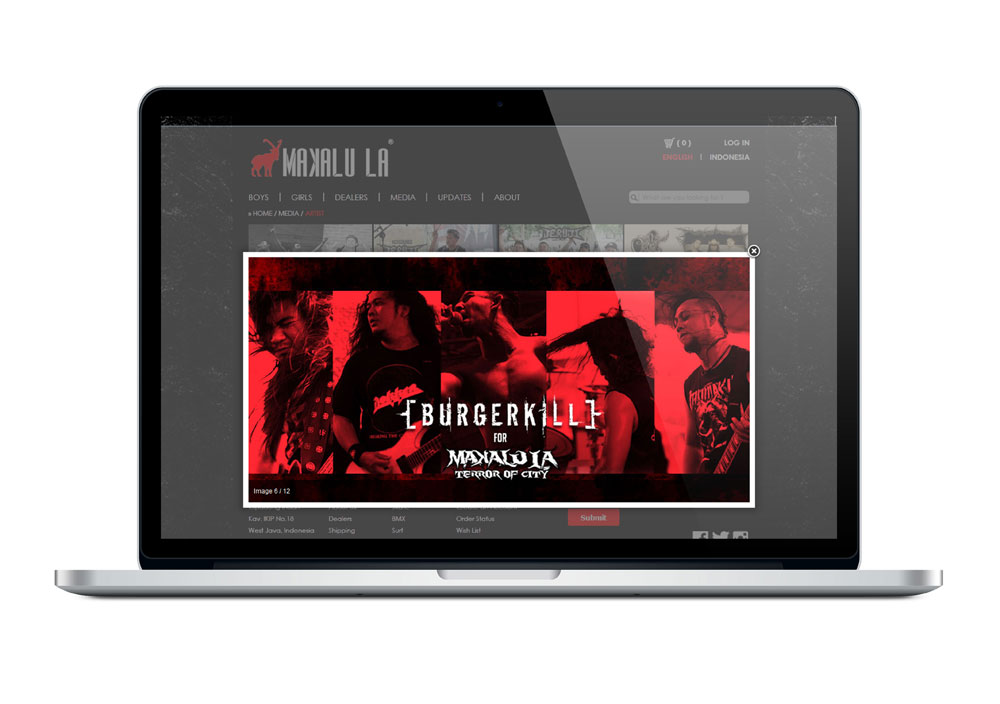 MAKALU LA®
( 0 )
LOG IN
ENGLISH | INDONESIA
BOYS | GIRLS | DEALERS | MEDIA | UPDATES | ABOUT
What are you looking for ?
HOME / MEDIA / ARTIST
[BURGERKILL]
FOR
MAKALU LA
TERROR OF CITY
Image 6 / 12
Kav. IKIP No.18 Dealers BMX Order Status Submit
West Java, Indonesia Shipping Surf Wish List